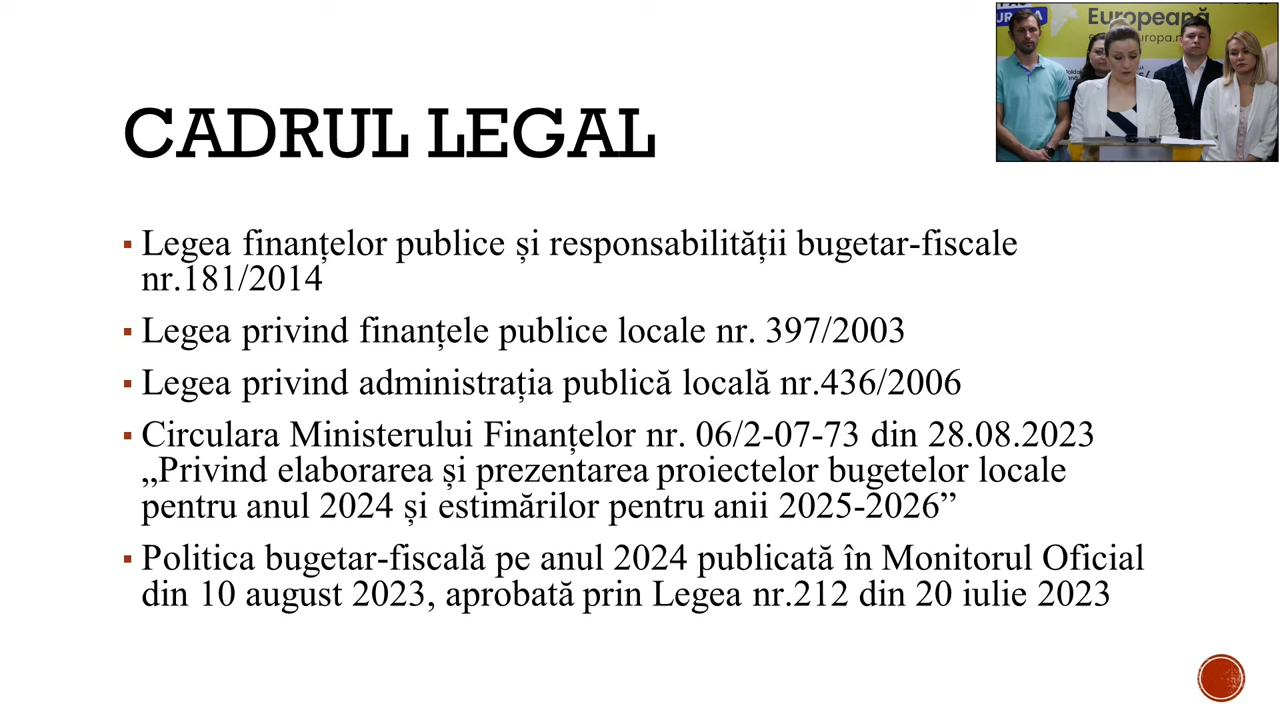 Europeană
CADRUL LEGAL
Legea finanțelor publice și responsabilității bugetar-fiscale
nr.181/2014
Legea privind finanțele publice locale nr. 397/2003
Legea privind administrația publică locală nr.436/2006
Circulara Ministerului Finanțelor nr. 06/2-07-73 din 28.08.2023
„Privind elaborarea și prezentarea proiectelor bugetelor locale
pentru anul 2024 și estimărilor pentru anii 2025-2026”
Politica bugetar-fiscală pe anul 2024 publicată în Monitorul Oficial
din 10 august 2023, aprobată prin Legea nr.212 din 20 iulie 2023